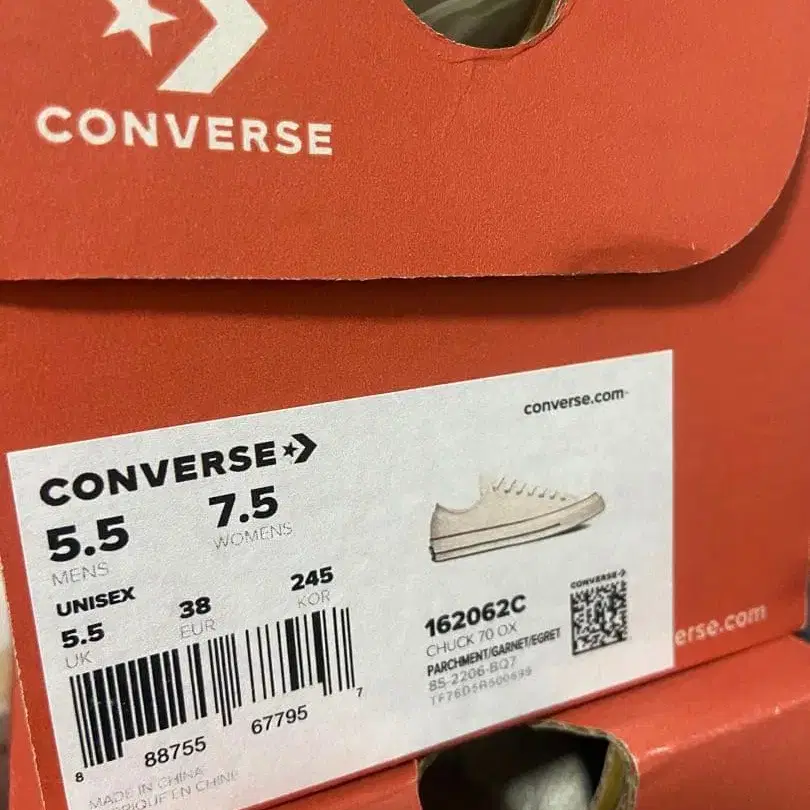 CONVERSE
converse.com
CONVERSE
5.5
MENS
7.5
WOMENS
UNISEX
5.5
UK
38
EUR
245
KOR
8 88755 67795 7
MADE IN CHINA
EN CHINE
CONVERSE
162062C
CHUCK 70 OX
PARCHMENT/GARNET/EGRET
85-2206-BQ7
erse.com